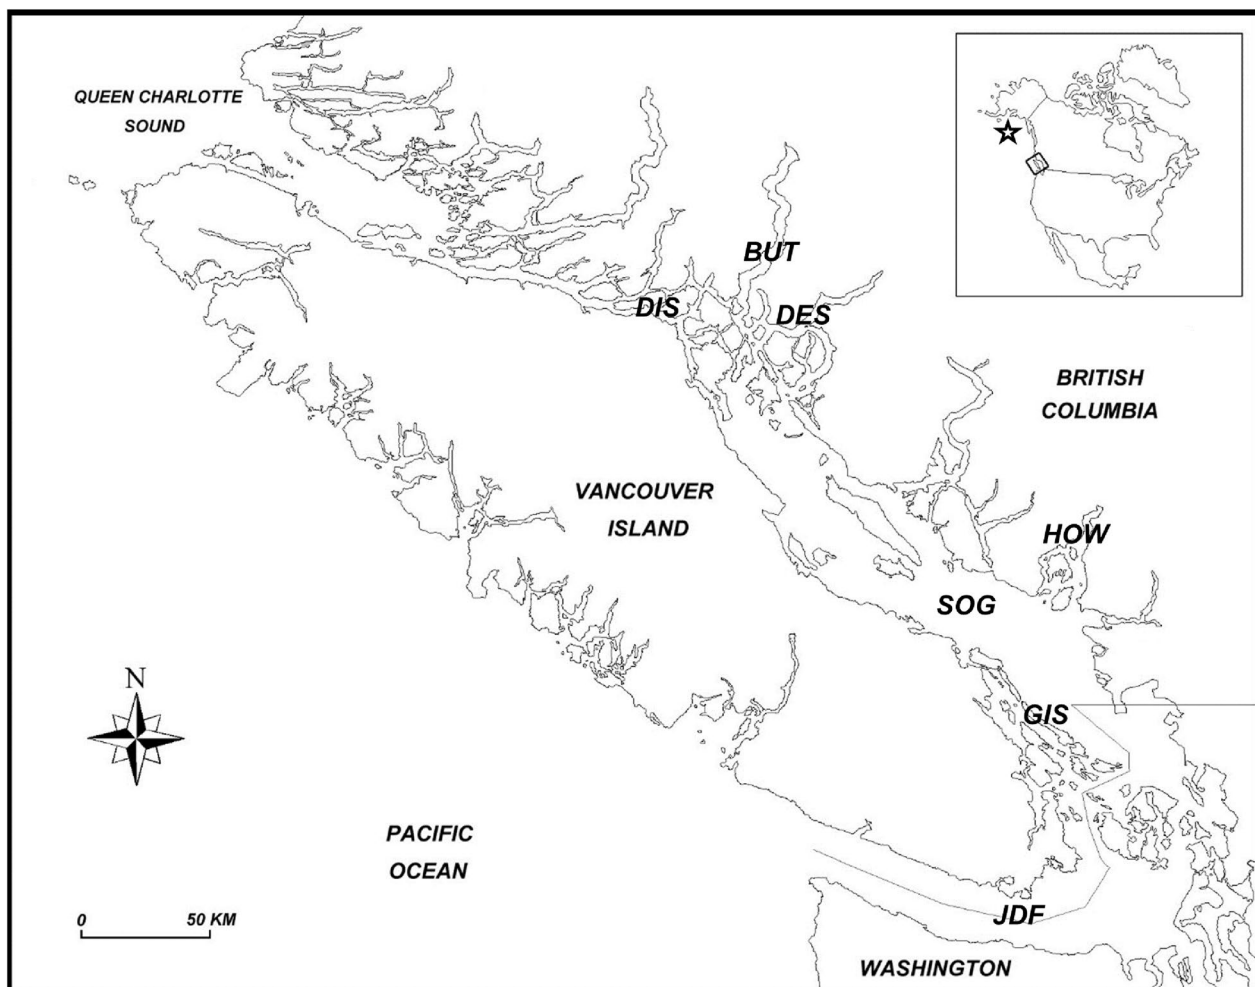 QUEEN CHARLOTTE
SOUND
BUT
DIS
DES
BRITISH
COLUMBIA
VANCOUVER
ISLAND
HOW
SOG
N
GIS
PACIFIC
OCEAN
0 50 KM
JDF
WASHINGTON